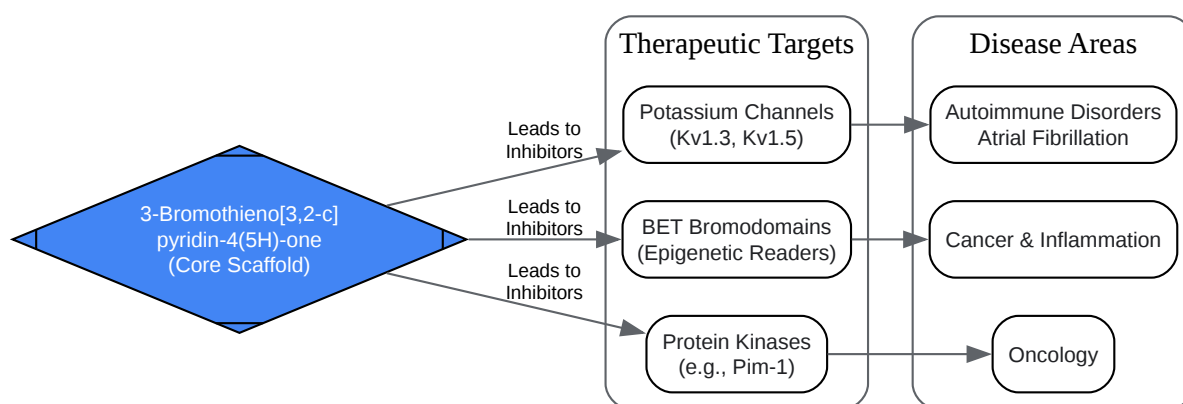 Therapeutic Targets
Disease Areas
3-Bromothieno[3,2-c]
pyridin-4(5H)-one
(Core Scaffold)
Leads to
Inhibitors
Potassium Channels
(Kv1.3, Kv1.5)
Autoimmune Disorders
Atrial Fibrillation
Leads to
Inhibitors
BET Bromodomains
(Epigenetic Readers)
Cancer & Inflammation
Leads to
Inhibitors
Protein Kinases
(e.g., Pim-1)
Oncology